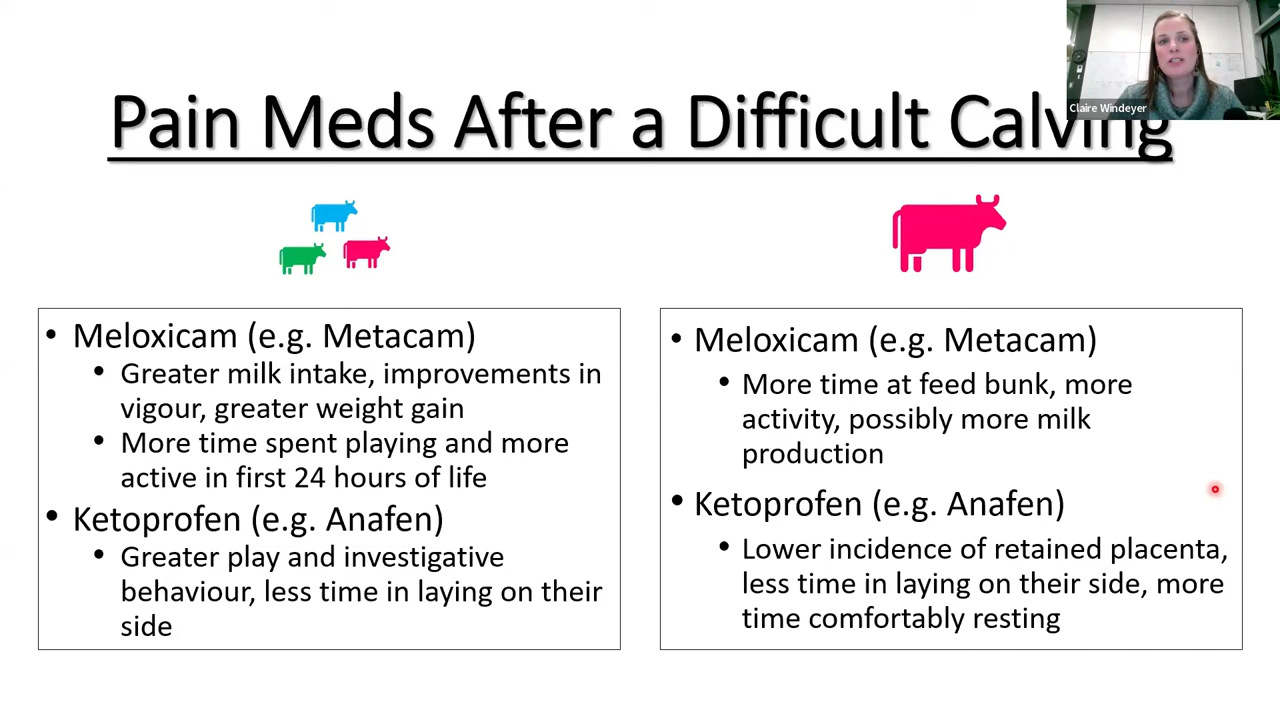 Claire Windeyer
Pain Meds After a Difficult Calving
• Meloxicam (e.g. Metacam)
• Greater milk intake, improvements in
vigour, greater weight gain
• More time spent playing and more
active in first 24 hours of life
• Ketoprofen (e.g. Anafen)
• Greater play and investigative
behaviour, less time in laying on their
side
• Meloxicam (e.g. Metacam)
• More time at feed bunk, more
activity, possibly more milk
production
• Ketoprofen (e.g. Anafen)
• Lower incidence of retained placenta,
less time in laying on their side, more
time comfortably resting